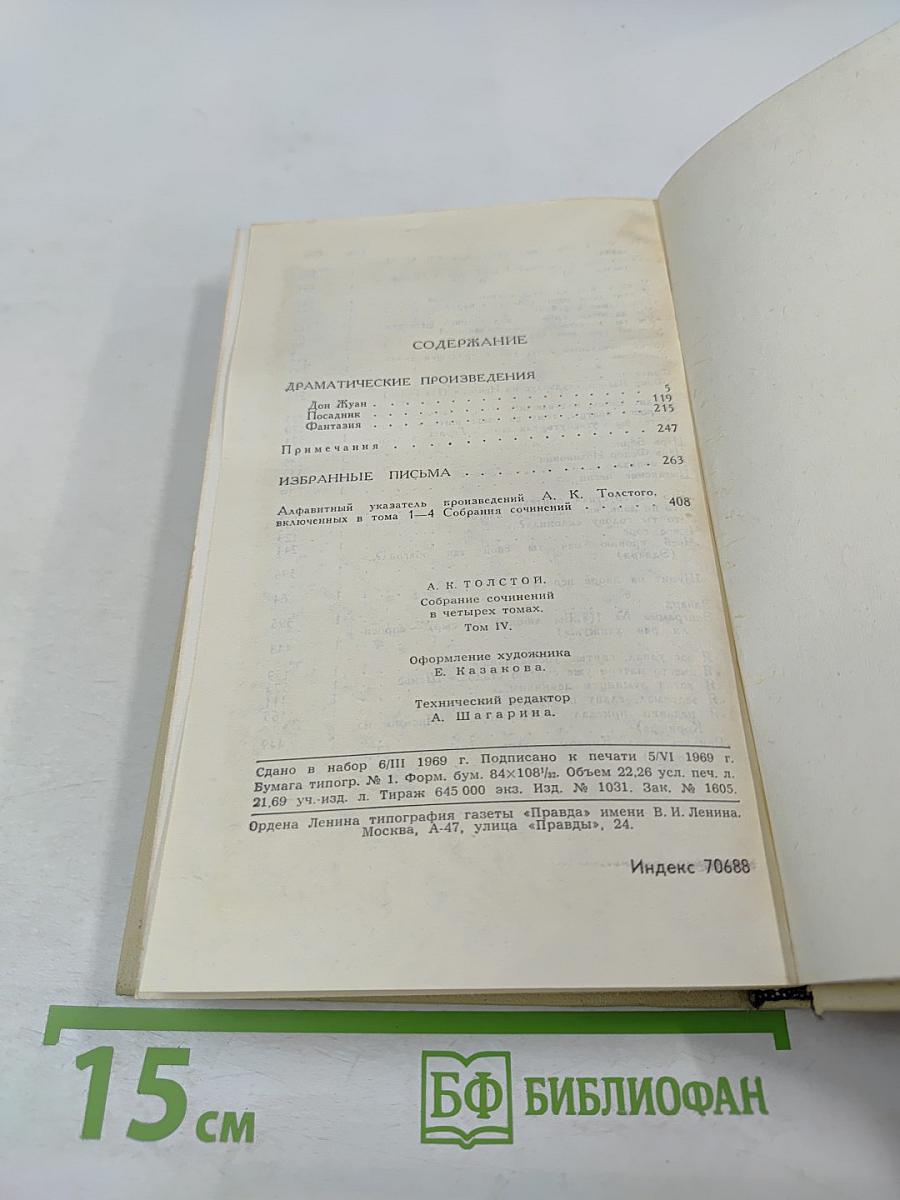 СОДЕРЖАНИЕ
ДРАМАТИЧЕСКИЕ ПРОИЗВЕДЕНИЯ
Дон Жуан . . . . . . . . . . . . . . . . 5
Посадник . . . . . . . . . . . . . . . . 119
Фантазия . . . . . . . . . . . . . . . . 215
Примечания . . . . . . . . . . . . . . . 247
ИЗБРАННЫЕ ПИСЬМА . . . . . . . . . . . . 263
Алфавитный указатель произведений А. К. Толстого,
включенных в тома 1—4 Собрания сочинений . . . . . 408
А. К. ТОЛСТОЙ.
Собрание сочинений
в четырех томах.
Том IV.
Оформление художника
Е. Казакова.
Технический редактор
А. Шагарина.
Сдано в набор 6/III 1969 г. Подписано к печати 5/VI 1969 г.
Бумага типогр. № 1. Форм. бум. 84×108¹/₃₂. Объем 22,26 усл. печ. л.
21,69 уч.-изд. л. Тираж 645 000 экз. Изд. № 1031. Зак. № 1605.
Ордена Ленина типография газеты «Правда» имени В. И. Ленина.
Москва, А-47, улица «Правды», 24.
Индекс 70688
15 см
БФ БИБЛИОФАН